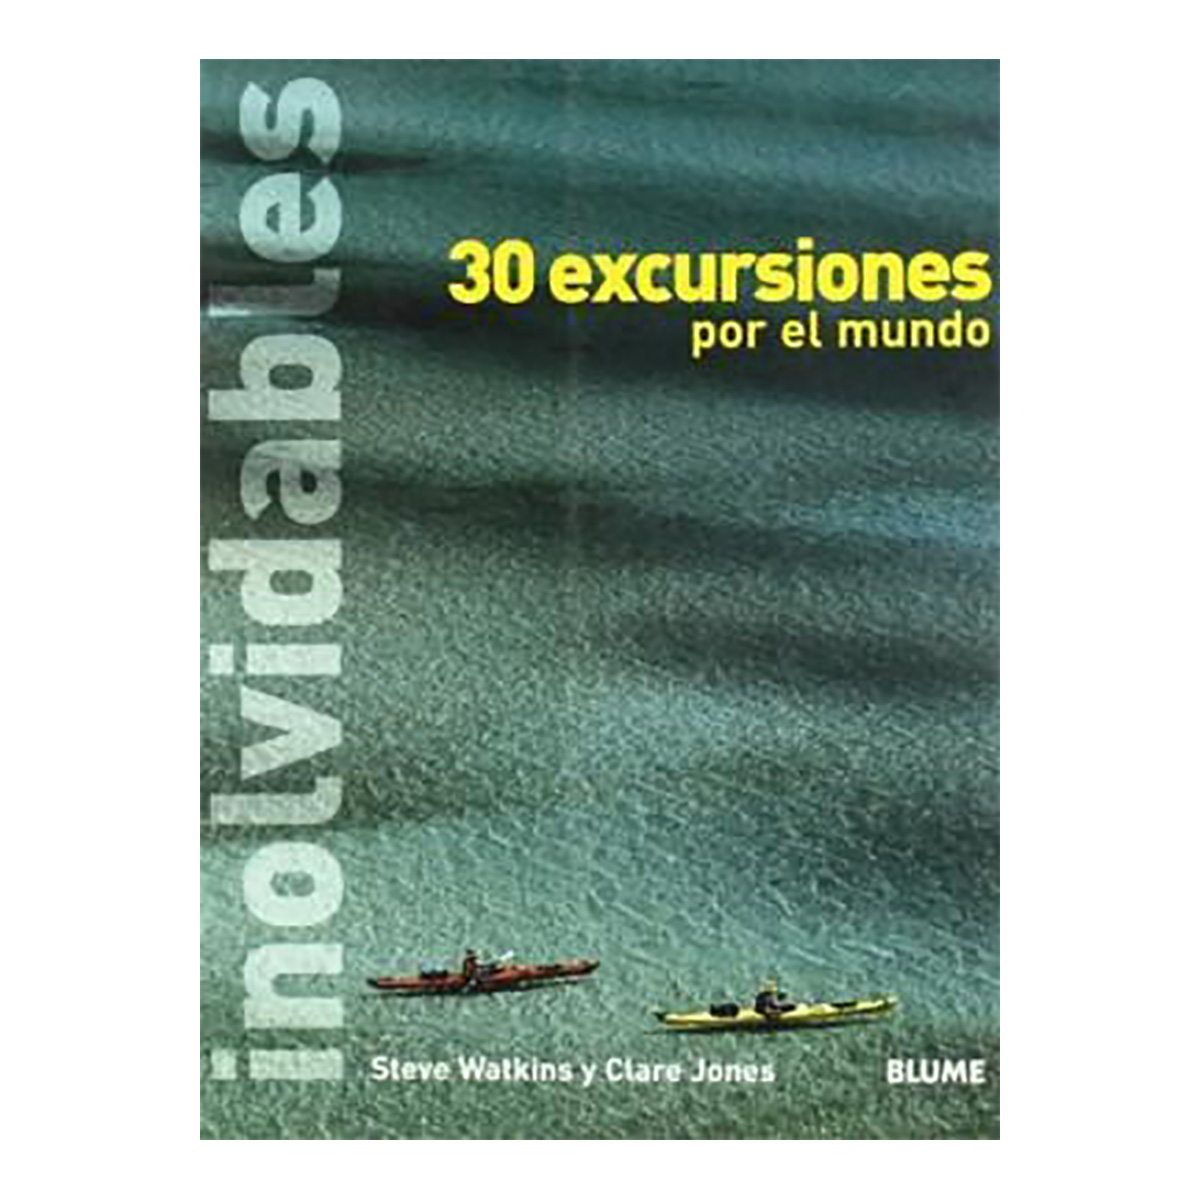 inolvidables
30 excursiones
por el mundo
Steve Watkins y Clare Jones
BLUME